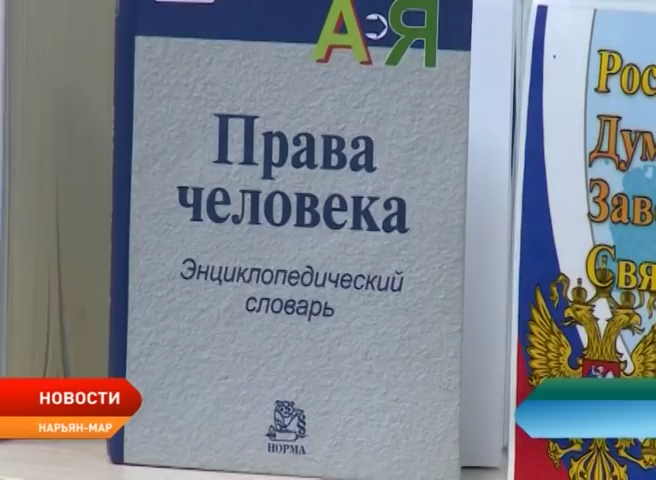 А Я
Права
человека
Энциклопедический
словарь
НОРМА
НОВОСТИ
НАРЬЯН-МАР